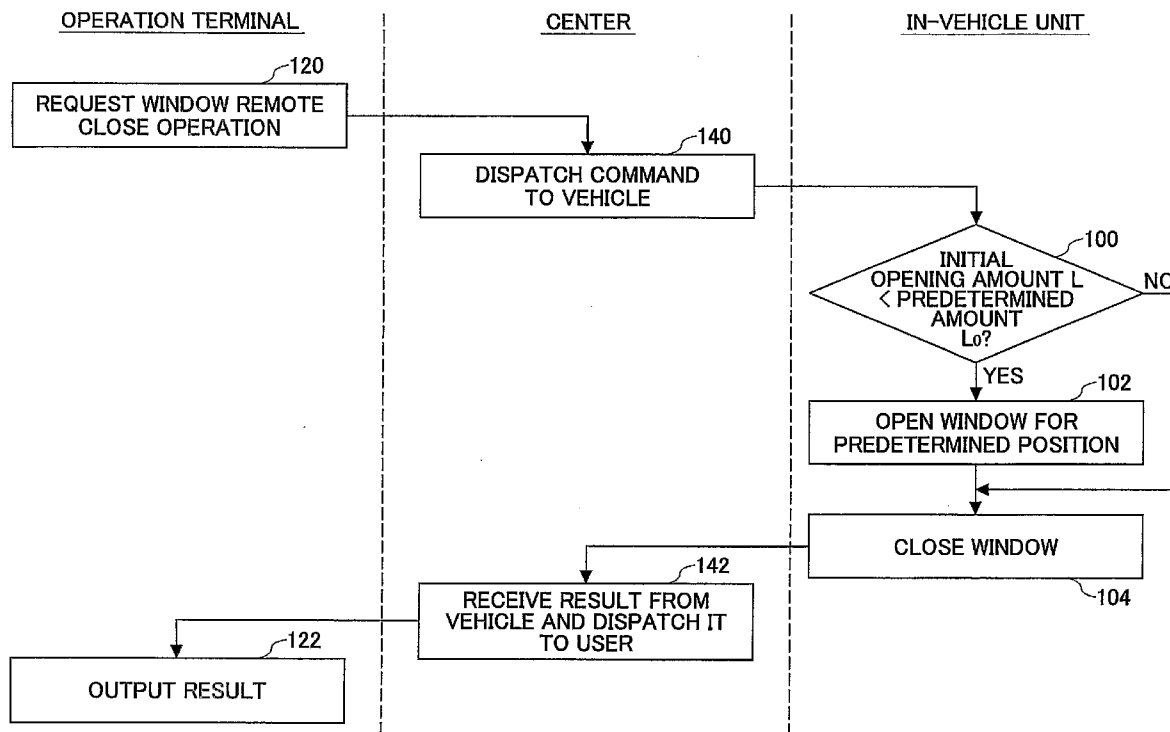 OPERATION TERMINAL
CENTER
IN-VEHICLE UNIT
120
REQUEST WINDOW REMOTE
CLOSE OPERATION
140
DISPATCH COMMAND
TO VEHICLE
100
INITIAL
OPENING AMOUNT L
< PREDETERMINED
AMOUNT
L0?
NO
YES
102
OPEN WINDOW FOR
PREDETERMINED POSITION
CLOSE WINDOW
104
142
RECEIVE RESULT FROM
VEHICLE AND DISPATCH IT
TO USER
122
OUTPUT RESULT